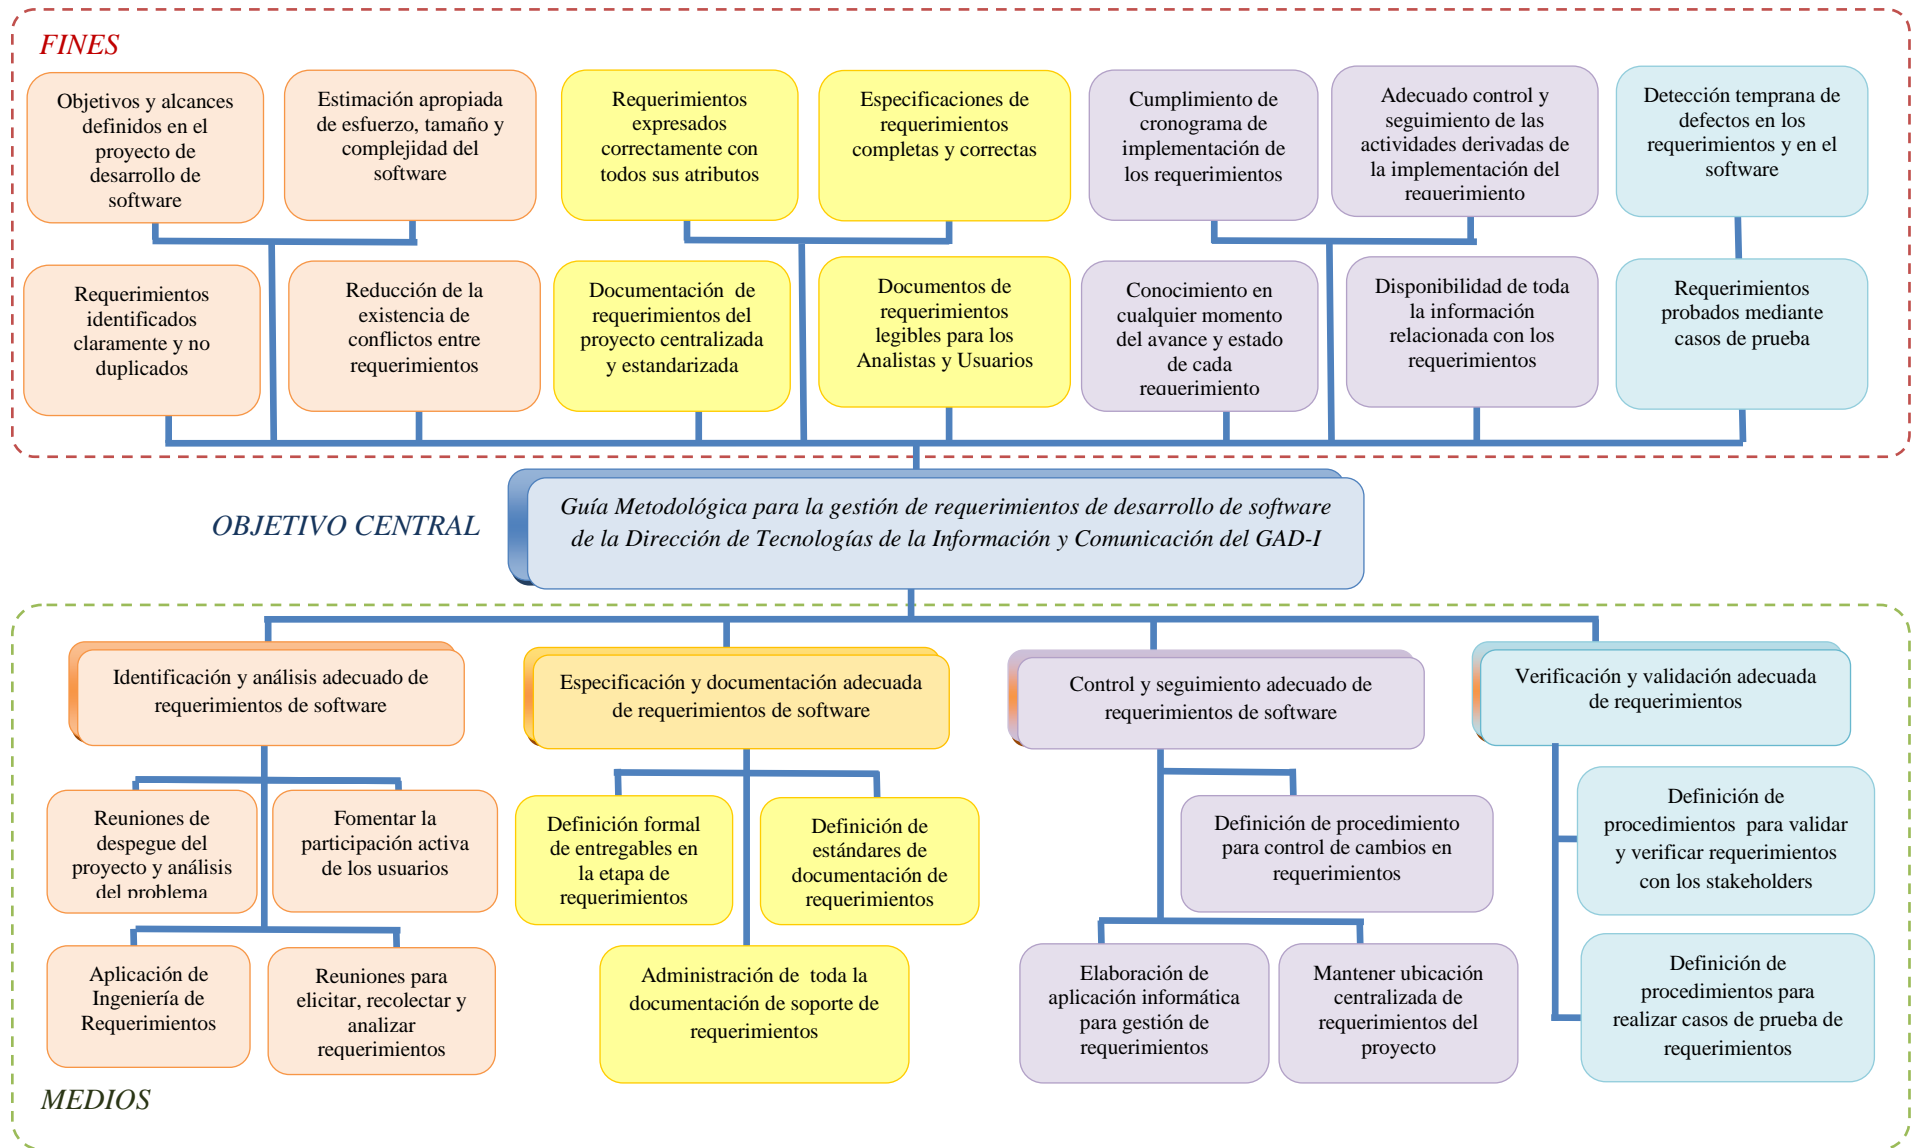 FINES
Objetivos y alcances
definidos en el
proyecto de
desarrollo de
software
Estimación apropiada
de esfuerzo, tamaño y
complejidad del
software
Requerimientos
expresados
correctamente con
todos sus atributos
Especificaciones de
requerimientos
completas y correctas
Cumplimiento de
cronograma de
implementación de
los requerimientos
Adecuado control y
seguimiento de las
actividades derivadas de
la implementación del
requerimiento
Detección temprana de
defectos en los
requerimientos y en el
software
Requerimientos
identificados
claramente y no
duplicados
Reducción de la
existencia de
conflictos entre
requerimientos
Documentación de
requerimientos del
proyecto centralizada
y estandarizada
Documentos de
requerimientos
legibles para los
Analistas y Usuarios
Conocimiento en
cualquier momento
del avance y estado
de cada
requerimiento
Disponibilidad de toda
la información
relacionada con los
requerimientos
Requerimientos
probados mediante
casos de prueba
OBJETIVO CENTRAL
Guía Metodológica para la gestión de requerimientos de desarrollo de software
de la Dirección de Tecnologías de la Información y Comunicación del GAD-I
Identificación y análisis adecuado de
requerimientos de software
Especificación y documentación adecuada
de requerimientos de software
Control y seguimiento adecuado de
requerimientos de software
Verificación y validación adecuada
de requerimientos
Reuniones de
despegue del
proyecto y análisis
del problema
Fomentar la
participación activa
de los usuarios
Definición formal
de entregables en
la etapa de
requerimientos
Definición de
estándares de
documentación de
requerimientos
Definición de procedimiento
para control de cambios en
requerimientos
Definición de
procedimientos para validar
y verificar requerimientos
con los stakeholders
Aplicación de
Ingeniería de
Requerimientos
Reuniones para
elicitar, recolectar y
analizar
requerimientos
Administración de toda la
documentación de soporte de
requerimientos
Elaboración de
aplicación informática
para gestión de
requerimientos
Mantener ubicación
centralizada de
requerimientos del
proyecto
Definición de
procedimientos para
realizar casos de prueba de
requerimientos
MEDIOS